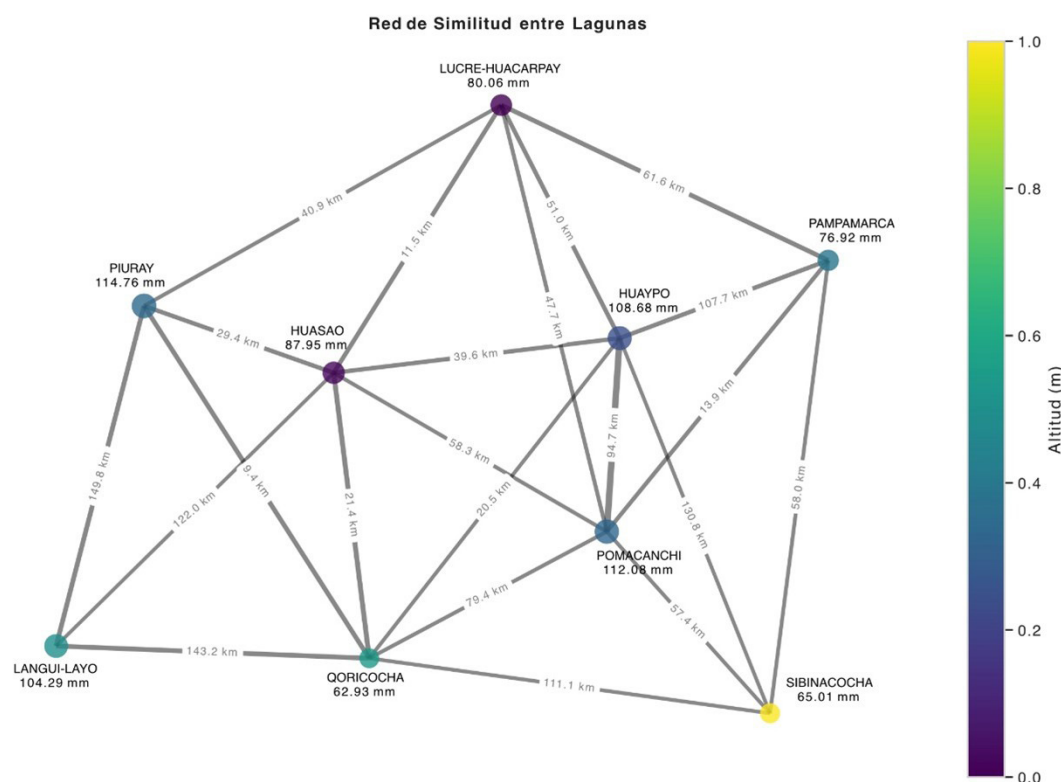 Red de Similitud entre Lagunas
LUCRE-HUACARPAY
80.06 mm
1.0
61.6 km
40.9 km
51.0 km
11.5 km
0.8
PAMPAMARCA
76.92 mm
PIURAY
114.76 mm
HUAYPO
108.68 mm
107.7 km
47.7 km
HUASAO
87.95 mm
29.4 km
39.6 km
0.6
Altitud (m)
13.9 km
58.3 km
94.7 km
9.4 km
149.8 km
122.0 km
20.5 km
21.4 km
130.8 km
58.0 km
0.4
POMACANCHI
112.08 mm
79.4 km
57.4 km
0.2
143.2 km
LANGUI-LAYO
104.29 mm
QORICOCHA
62.93 mm
111.1 km
SIBINACOCHA
65.01 mm
0.0